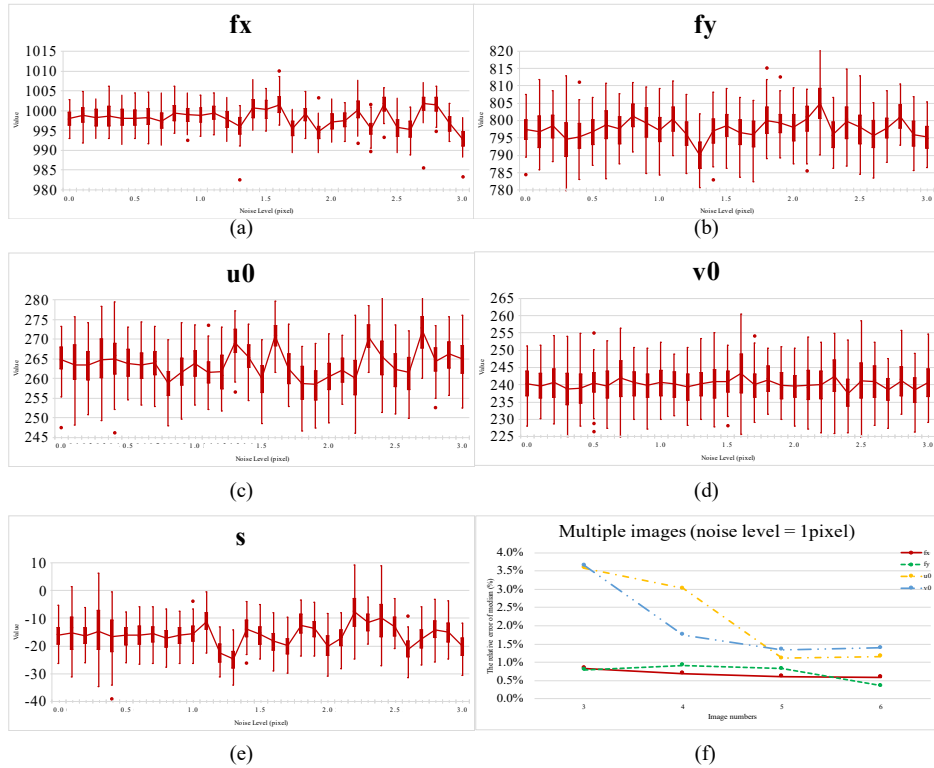 fx
1015
1010
1005
1000
995
990
985
980
Value
0.0 0.5 1.0 1.5 2.0 2.5 3.0
Noise Level (pixel)
(a)
fy
820
815
810
805
800
795
790
785
780
Value
0.0 0.5 1.0 1.5 2.0 2.5 3.0
Noise Level (pixel)
(b)
u0
280
275
270
265
260
255
250
245
Value
0.0 0.5 1.0 1.5 2.0 2.5 3.0
Noise Level (pixel)
(c)
v0
265
260
255
250
245
240
235
230
225
Value
0.0 0.5 1.0 1.5 2.0 2.5 3.0
Noise Level (pixel)
(d)
s
10
0
-10
-20
-30
-40
Value
0.0 0.5 1.0 1.5 2.0 2.5 3.0
Noise Level (pixel)
(e)
Multiple images (noise level = 1pixel)
4.0%
3.5%
3.0%
2.5%
2.0%
1.5%
1.0%
0.5%
0.0%
The relative error of median (%)
fx
fy
u0
v0
3 4 5 6
Image numbers
(f)